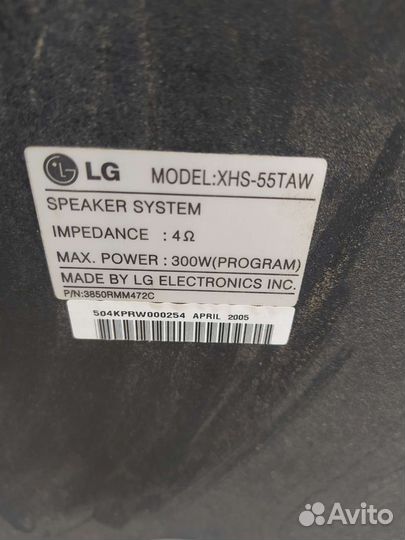 LG MODEL:XHS-55TAW
SPEAKER SYSTEM
IMPEDANCE : 4Ω
MAX. POWER : 300W(PROGRAM)
MADE BY LG ELECTRONICS INC.
P/N:3850RMM472C
504KPRW000254 APRIL 2005
Avito